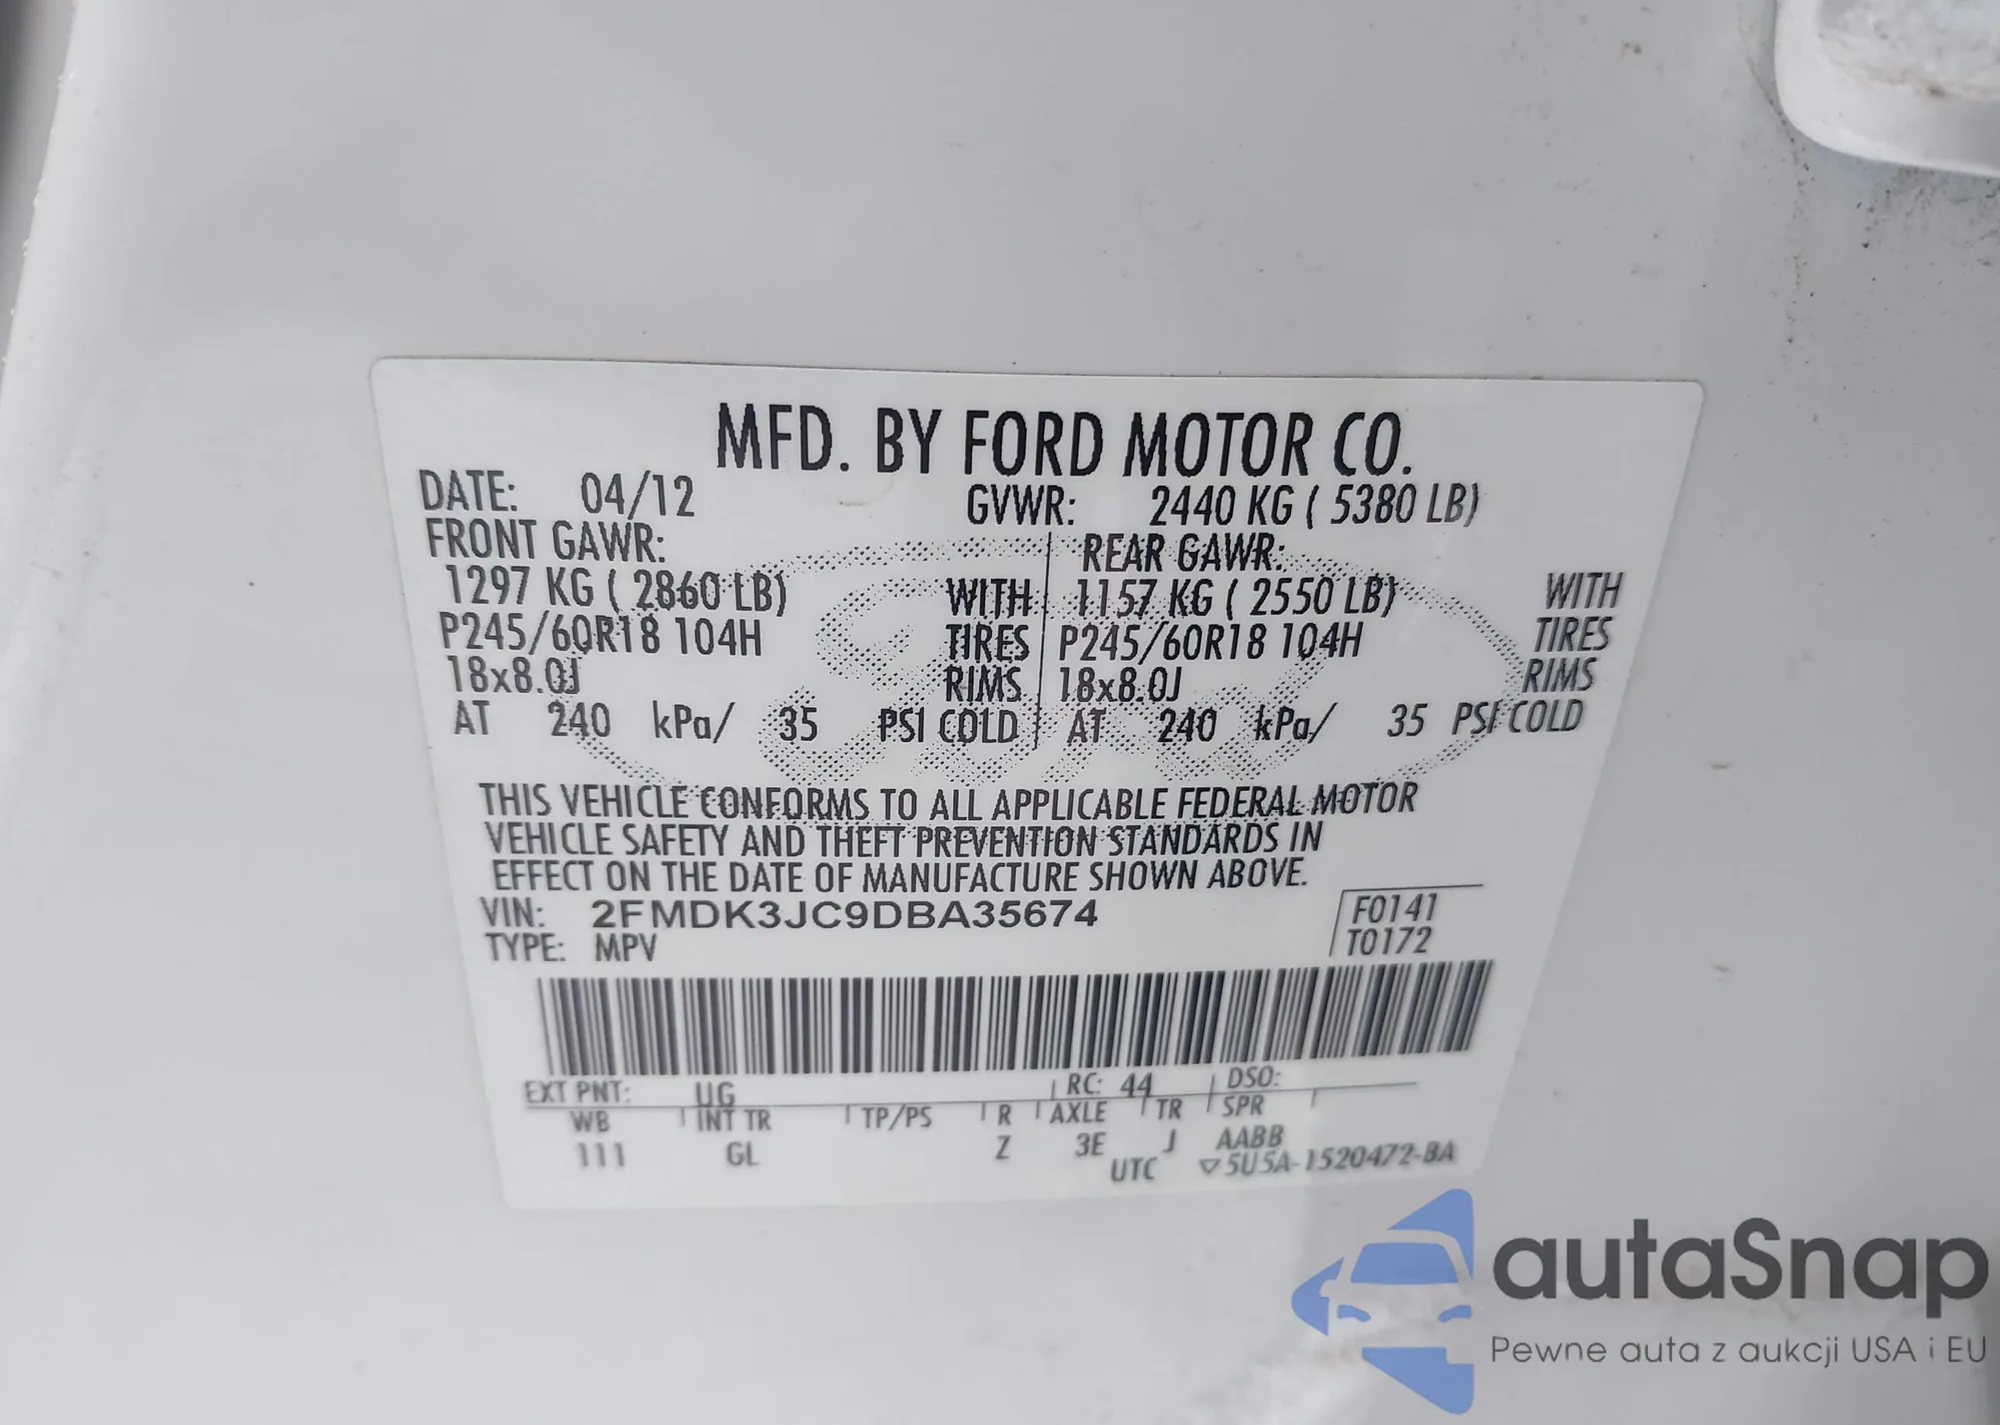 MFD. BY FORD MOTOR CO.
DATE: 04/12 GVWR: 2440 KG ( 5380 LB)
FRONT GAWR: REAR GAWR:
1297 KG ( 2860 LB) WITH 1157 KG ( 2550 LB) WITH
P245/60R18 104H TIRES P245/60R18 104H TIRES
18x8.0J RIMS 18x8.0J RIMS
AT 240 kPa/ 35 PSI COLD AT 240 kPa/ 35 PSI COLD
THIS VEHICLE CONFORMS TO ALL APPLICABLE FEDERAL MOTOR
VEHICLE SAFETY AND THEFT PREVENTION STANDARDS IN
EFFECT ON THE DATE OF MANUFACTURE SHOWN ABOVE.
VIN: 2FMDK3JC9DBA35674 F0141
TYPE: MPV T0172
EXT PNT: UG RC: 44 DSO:
WB INT TR TP/PS R AXLE TR SPR
111 GL Z 3E J AABB
UTC ▽5U5A-1520472-BA
autaSnap
Pewne auta z aukcji USA i EU